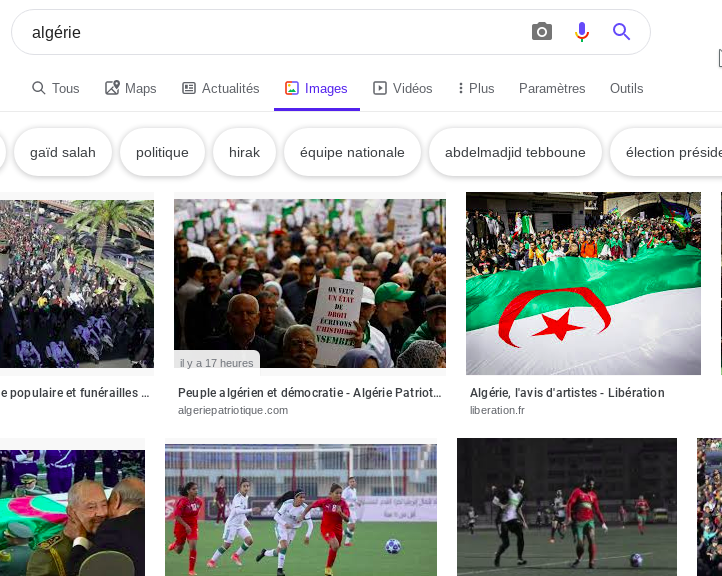 algérie
Tous Maps Actualités Images Vidéos Plus Paramètres Outils
gaïd salah politique hirak équipe nationale abdelmadjid tebboune élection préside
ON VEUT
UN ÉTAT
DE
DROIT
ÉCRIVONS
L'HISTOIRE
ENSEMBLE
il y a 17 heures
e populaire et funérailles ... Peuple algérien et démocratie - Algérie Patriot... Algérie, l'avis d'artistes - Libération
algeriepatriotique.com liberation.fr